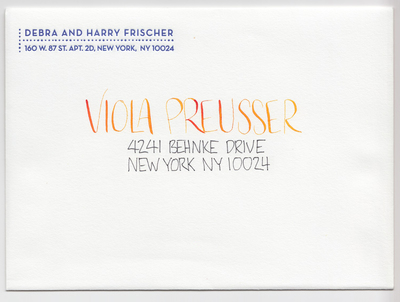 DEBRA AND HARRY FRISCHER
160 W. 87 ST. APT. 2D, NEW YORK, NY 10024
VIOLA PREUSSER
4241 BEHNKE DRIVE
NEW YORK NY 10024